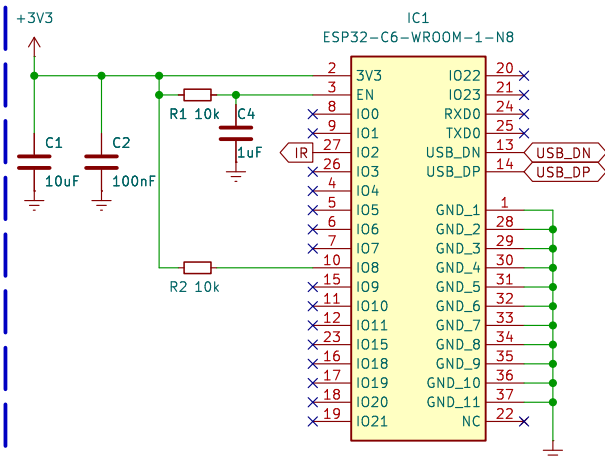 +3V3
IC1
ESP32-C6-WROOM-1-N8
2 3V3 IO22 20
3 EN IO23 21
R1 10k C4
8 IO0 RXD0 24
9 IO1 TXD0 25
C1 C2 1uF IR 27 IO2 USB_DN 13 USB_DN
10uF 100nF 26 IO3 USB_DP 14 USB_DP
4 IO4
5 IO5 GND_1 1
6 IO6 GND_2 28
7 IO7 GND_3 29
10 IO8 GND_4 30
R2 10k 15 IO9 GND_5 31
11 IO10 GND_6 32
12 IO11 GND_7 33
23 IO15 GND_8 34
16 IO18 GND_9 35
17 IO19 GND_10 36
18 IO20 GND_11 37
19 IO21 NC 22